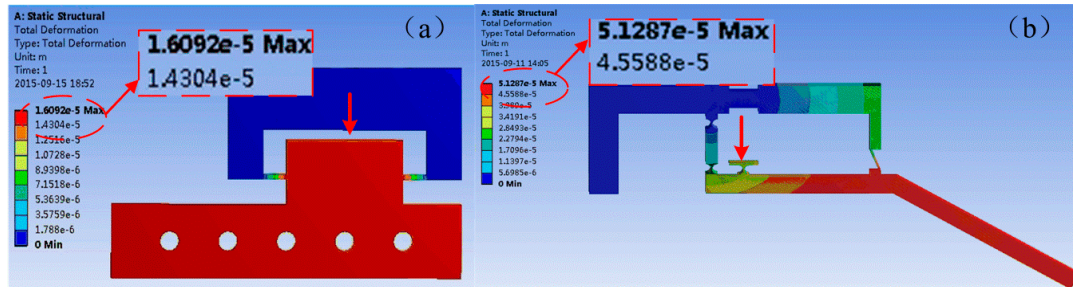 A: Static Structural
Total Deformation
Type: Total Deformation
Unit: m
Time: 1
2015-09-15 18:52
1.6092e-5 Max
1.4304e-5
(a)
1.6092e-5 Max
1.4304e-5
1.2516e-5
1.0728e-5
8.9398e-6
7.1518e-6
5.3639e-6
3.5759e-6
1.788e-6
0 Min
A: Static Structural
Total Deformation
Type: Total Deformation
Unit: m
Time: 1
2015-09-11 14:05
5.1287e-5 Max
4.5588e-5
(b)
5.1287e-5 Max
4.5588e-5
3.4191e-5
2.8493e-5
2.2794e-5
1.7096e-5
1.1397e-5
5.6985e-6
0 Min